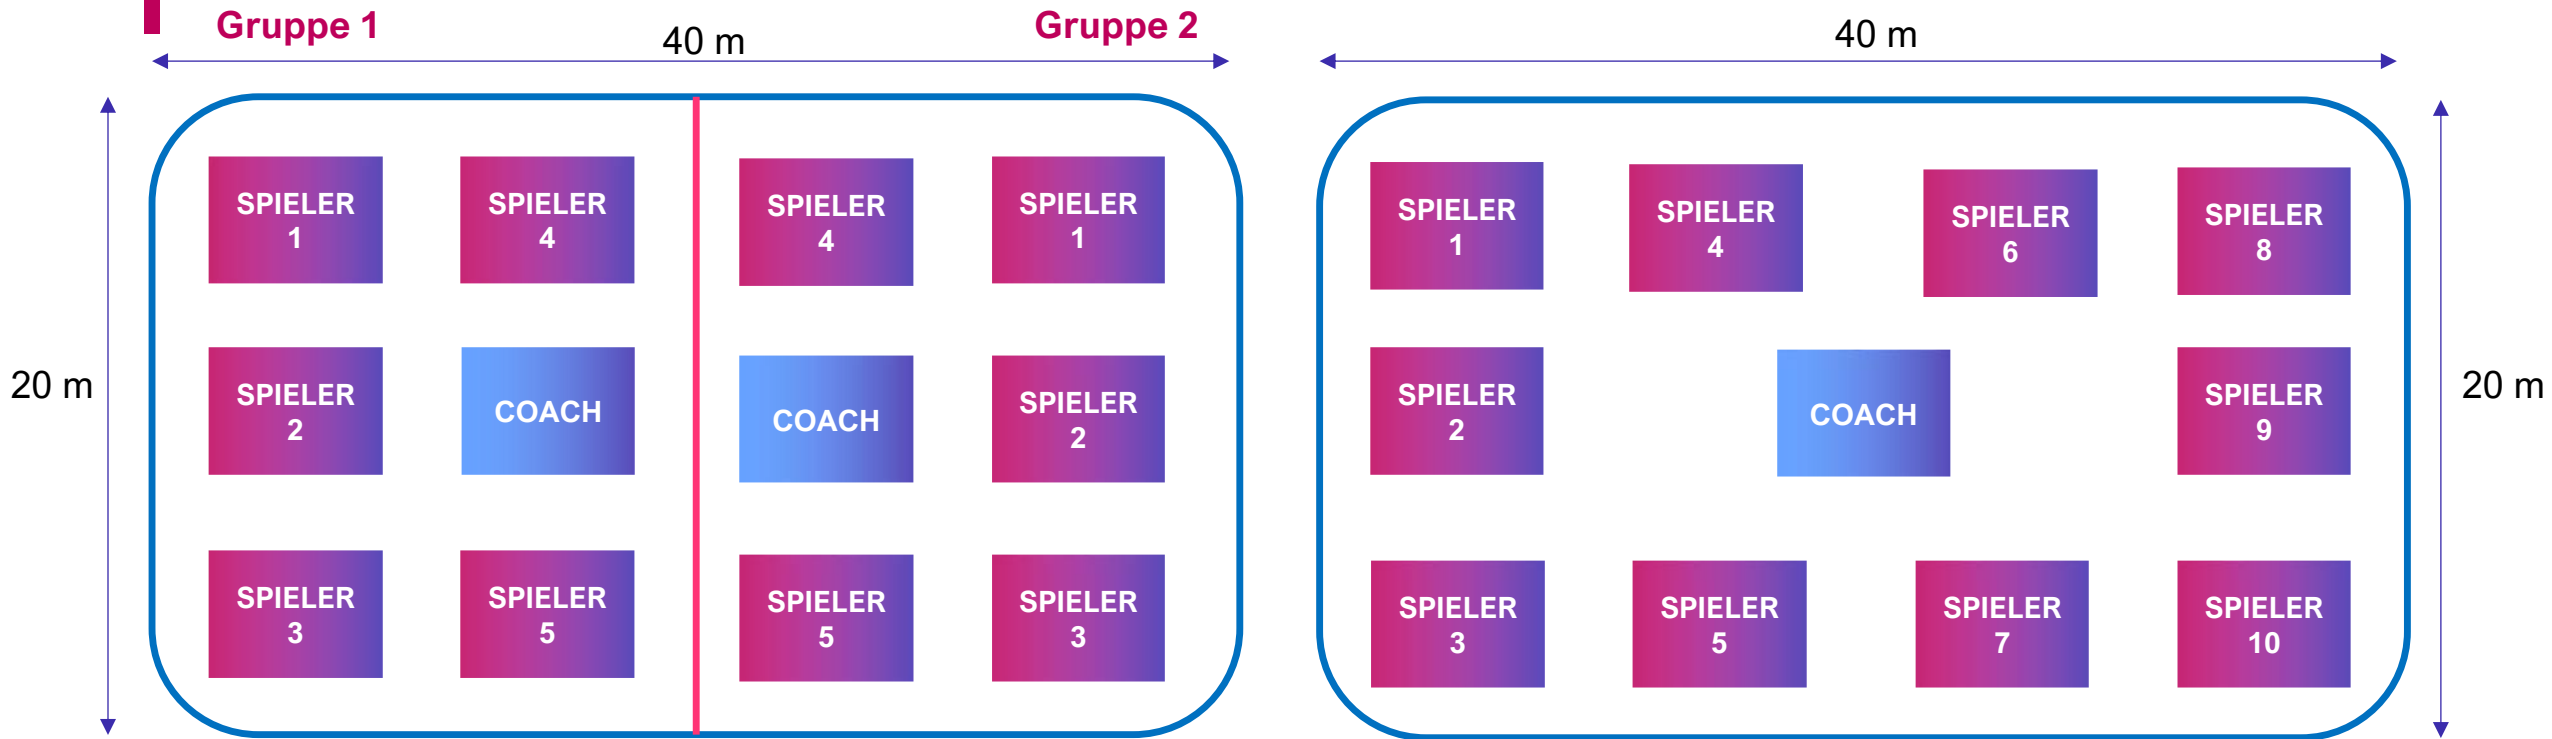 Gruppe 1
Gruppe 2
40 m
40 m
20 m
SPIELER
1
SPIELER
4
SPIELER
4
SPIELER
1
SPIELER
2
COACH
COACH
SPIELER
2
SPIELER
3
SPIELER
5
SPIELER
5
SPIELER
3
SPIELER
1
SPIELER
4
SPIELER
6
SPIELER
8
SPIELER
2
COACH
SPIELER
9
SPIELER
3
SPIELER
5
SPIELER
7
SPIELER
10
20 m